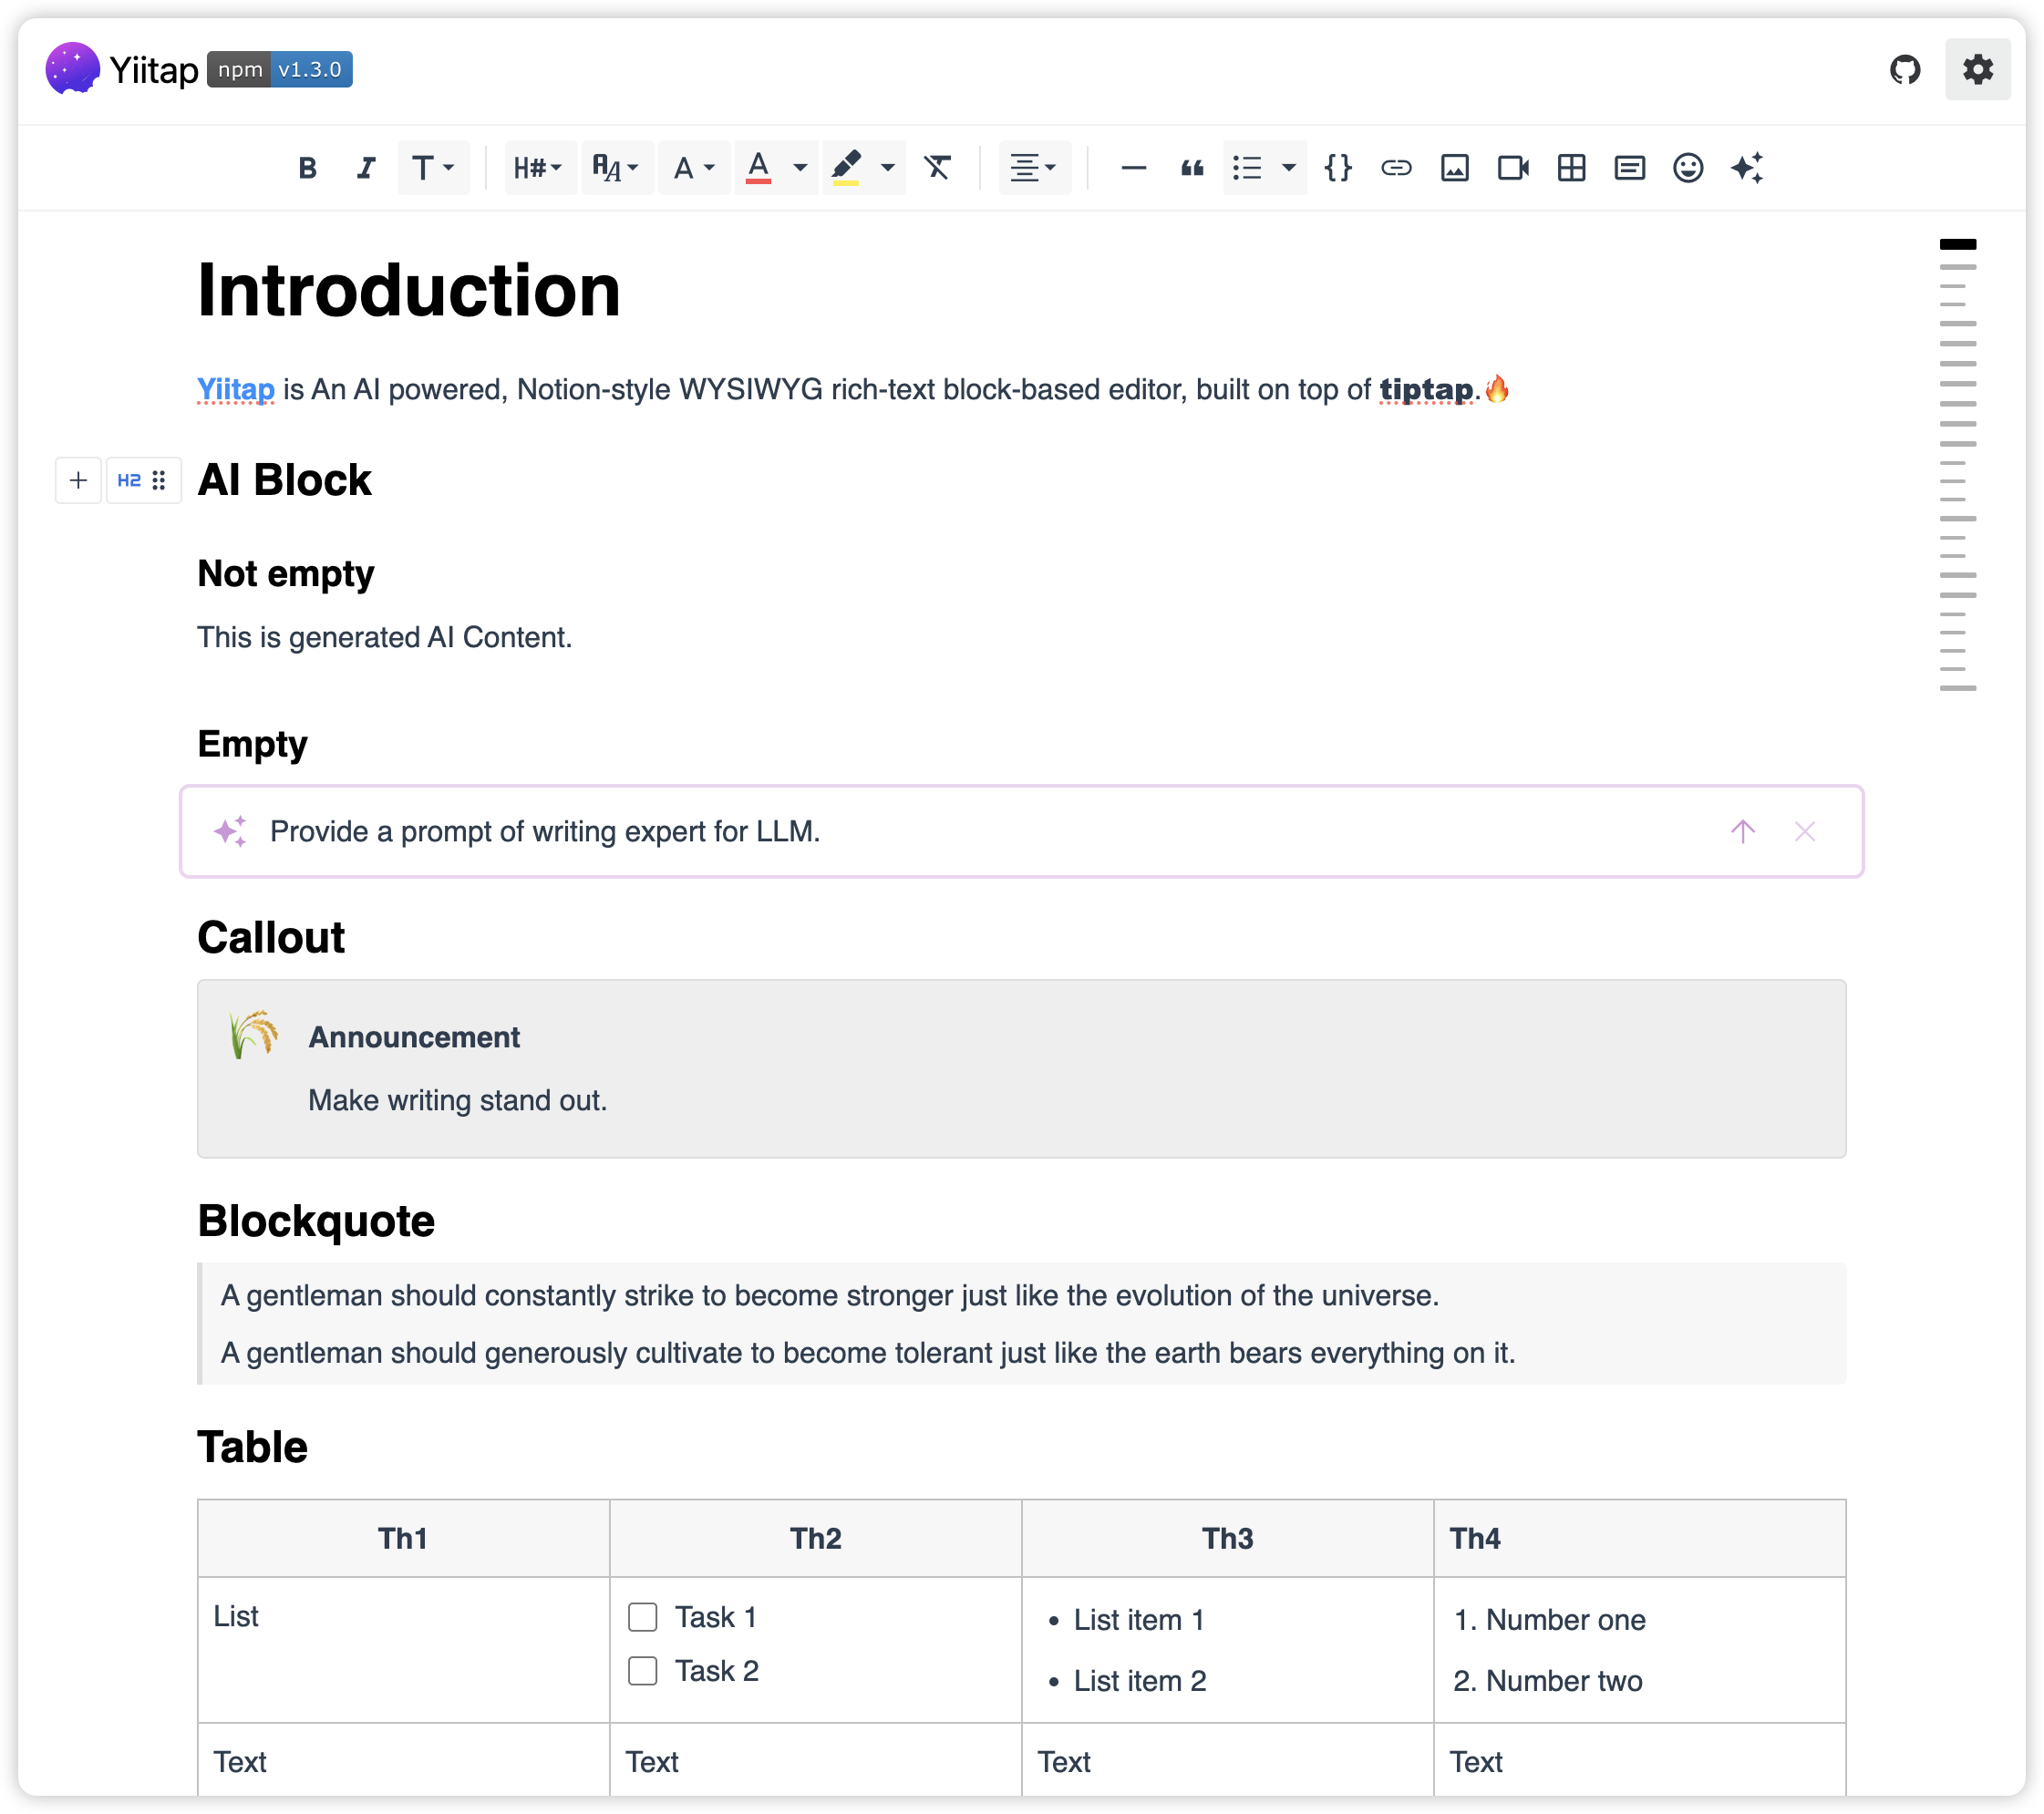 Yiitap npm v1.3.0
B I T H# AA A A {}
Introduction
Yiitap is An AI powered, Notion-style WYSIWYG rich-text block-based editor, built on top of tiptap.🔥
H2 AI Block
Not empty
This is generated AI Content.
Empty
Provide a prompt of writing expert for LLM.
Callout
Announcement
Make writing stand out.
Blockquote
A gentleman should constantly strike to become stronger just like the evolution of the universe.
A gentleman should generously cultivate to become tolerant just like the earth bears everything on it.
Table
Th1 Th2 Th3 Th4
List Task 1 • List item 1 1. Number one
Task 2 • List item 2 2. Number two
Text Text Text Text